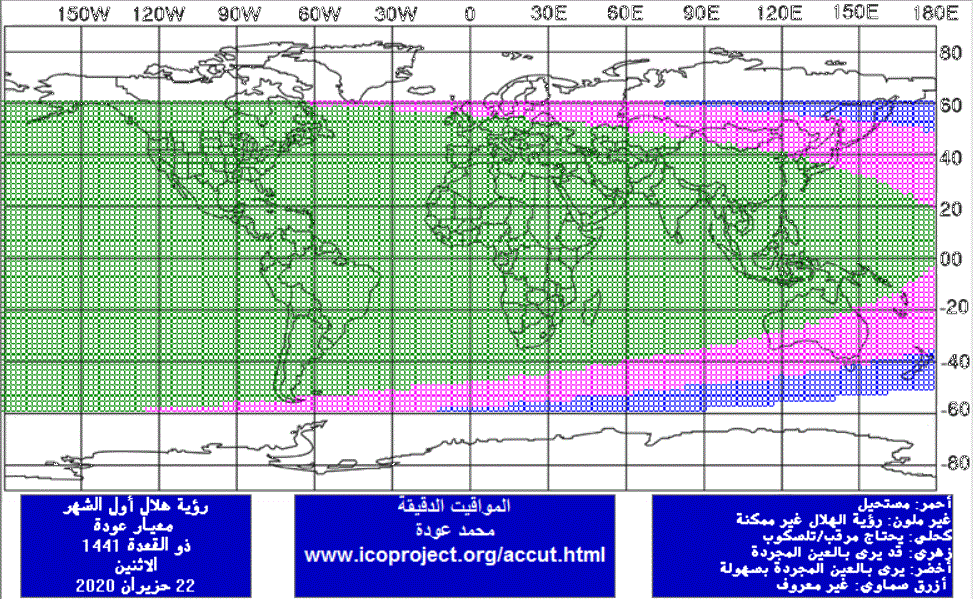 150W 120W 90W 60W 30W 0 30E 60E 90E 120E 150E 180E
80
60
40
20
00
-20
-40
-60
-80
رؤية هلال أول الشهر
معيار عودة
ذو القعدة 1441
الاثنين
22 حزيران 2020
المواقيت الدقيقة
محمد عودة
www.icoproject.org/accut.html
أحمر: مستحيل
غير ملون: رؤية الهلال غير ممكنة
كحلي: يحتاج مرقب/تلسكوب
زهري: قد يرى بالعين المجردة
أخضر: يرى بالعين المجردة بسهولة
أزرق سماوي: غير معروف